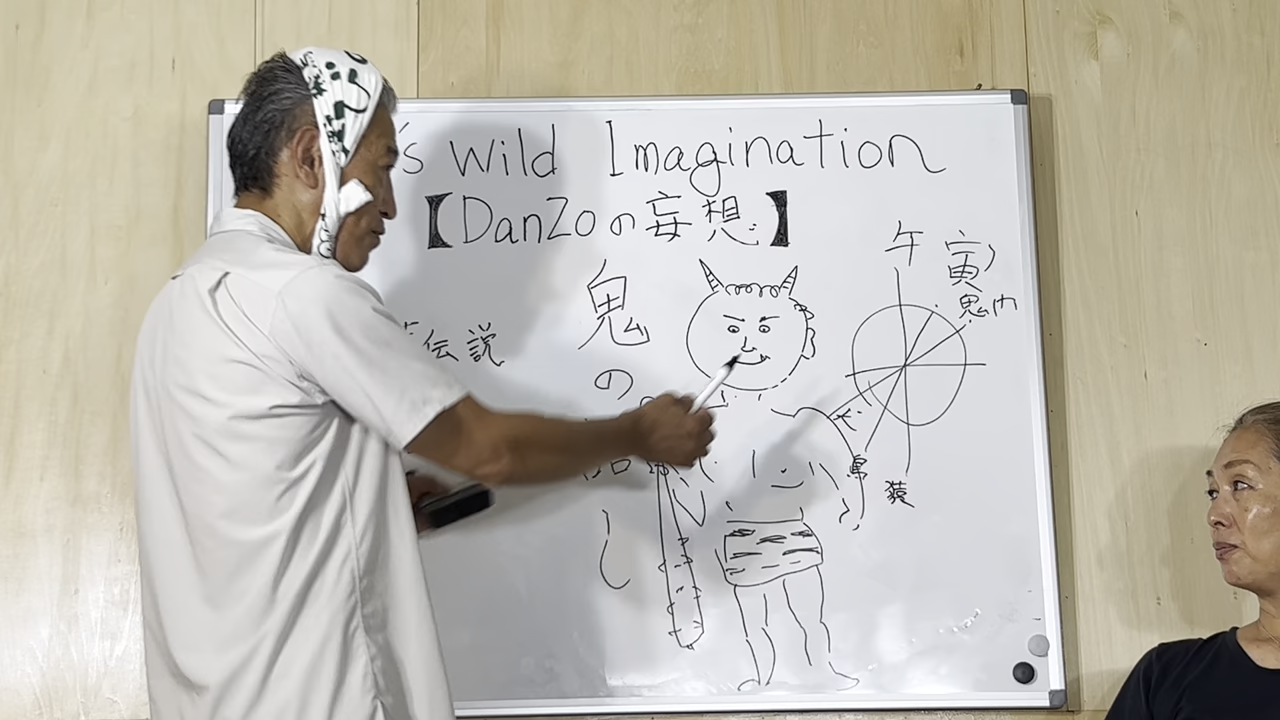 's Wild Imagination
【DanZoの妄想】
伝説
鬼の話し
午
寅
鬼門
犬
猿